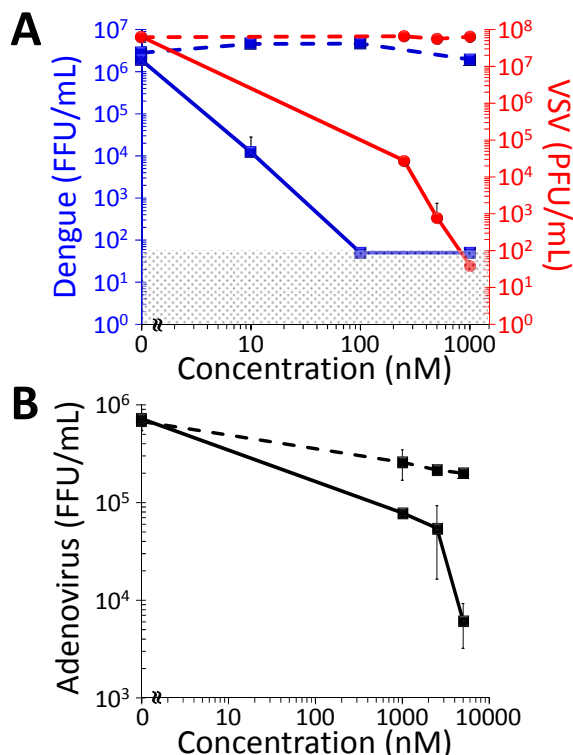 A
Dengue (FFU/mL)
10⁷
10⁶
10⁵
10⁴
10³
10²
10¹
10⁰
10⁸
10⁷
10⁶
10⁵
10⁴
10³
10²
10¹
10⁰
VSV (PFU/mL)
0 10 100 1000
Concentration (nM)
B
Adenovirus (FFU/mL)
10⁶
10⁵
10⁴
10³
0 10 100 1000 10000
Concentration (nM)